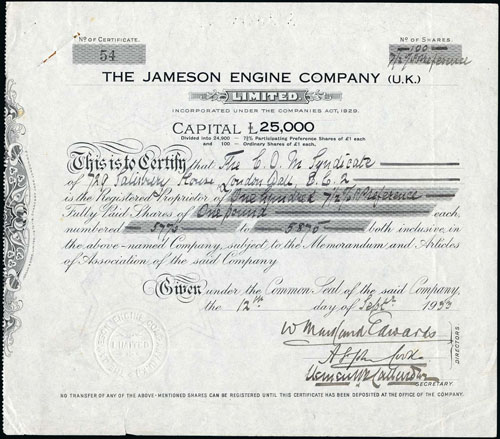 Nº OF CERTIFICATE.
54
Nº OF SHARES.
100
7½% Preference
THE JAMESON ENGINE COMPANY (U.K.)
LIMITED.
INCORPORATED UNDER THE COMPANIES ACT, 1929.
CAPITAL £25,000
Divided into 24,900 — 7½% Participating Preference Shares of £1 each
and 100 — Ordinary Shares of £1 each.
This is to Certify that The C. O. M Syndicate
of 729 Salisbury House, London Wall, E.C.2
is the Registered Proprietor of One hundred 7½% Preference
Fully Paid Shares of One pound each,
numbered 5776 to 5875 both inclusive in
the above-named Company, subject to the Memorandum and Articles
of Association of the said Company.
Given under the Common Seal of the said Company,
the 12th day of Septr 1933
Edwards
DIRECTORS
SECRETARY
NO TRANSFER OF ANY OF THE ABOVE-MENTIONED SHARES CAN BE REGISTERED UNTIL THIS CERTIFICATE HAS BEEN DEPOSITED AT THE OFFICE OF THE COMPANY.